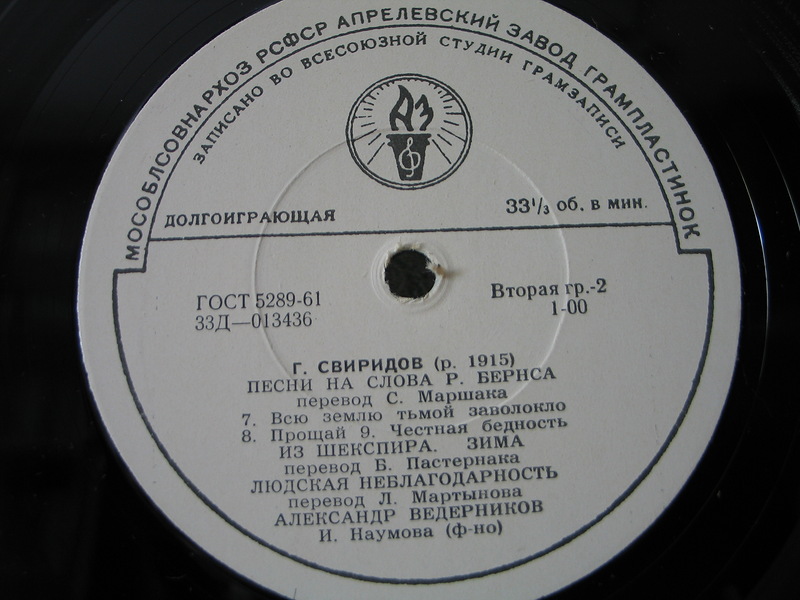 МОСОБЛСОВНАРХОЗ РСФСР АПРЕЛЕВСКИЙ ЗАВОД ГРАМПЛАСТИНОК
ЗАПИСАНО ВО ВСЕСОЮЗНОЙ СТУДИИ ГРАМЗАПИСИ
АЗ
ДОЛГОИГРАЮЩАЯ 33⅓ об. в мин.
ГОСТ 5289-61 Вторая гр.-2
33Д—013436 1-00
Г. СВИРИДОВ (р. 1915)
ПЕСНИ НА СЛОВА Р. БЕРНСА
перевод С. Маршака
7. Всю землю тьмой заволокло
8. Прощай 9. Честная бедность
ИЗ ШЕКСПИРА. ЗИМА
перевод Б. Пастернака
ЛЮДСКАЯ НЕБЛАГОДАРНОСТЬ
перевод Л. Мартынова
АЛЕКСАНДР ВЕДЕРНИКОВ
И. Наумова (ф-но)